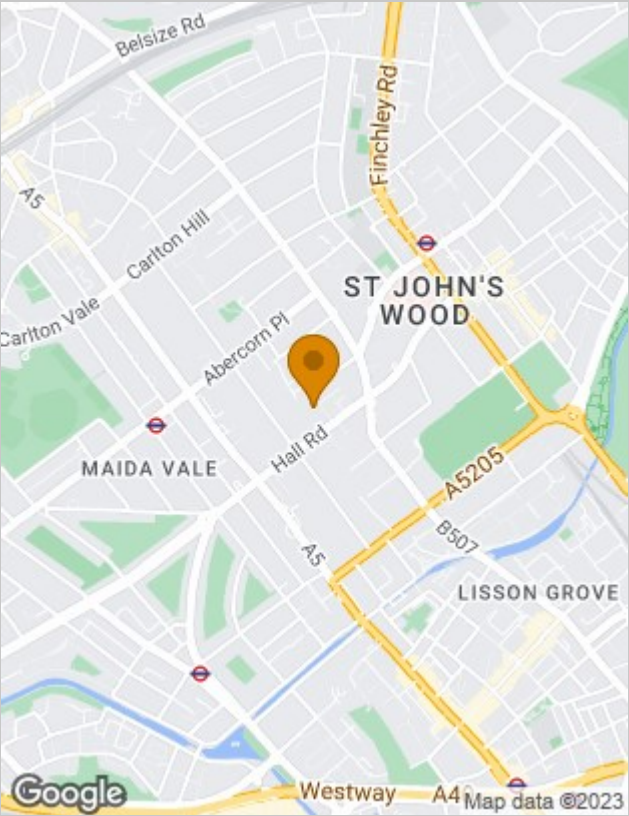 Belsize Rd
Finchley Rd
A5
Carlton Hill
ST JOHN'S
WOOD
Carlton Vale
Abercorn Pl
Hall Rd
MAIDA VALE
A5205
B507
A5
LISSON GROVE
Westway
A40
Google
Map data ©2023